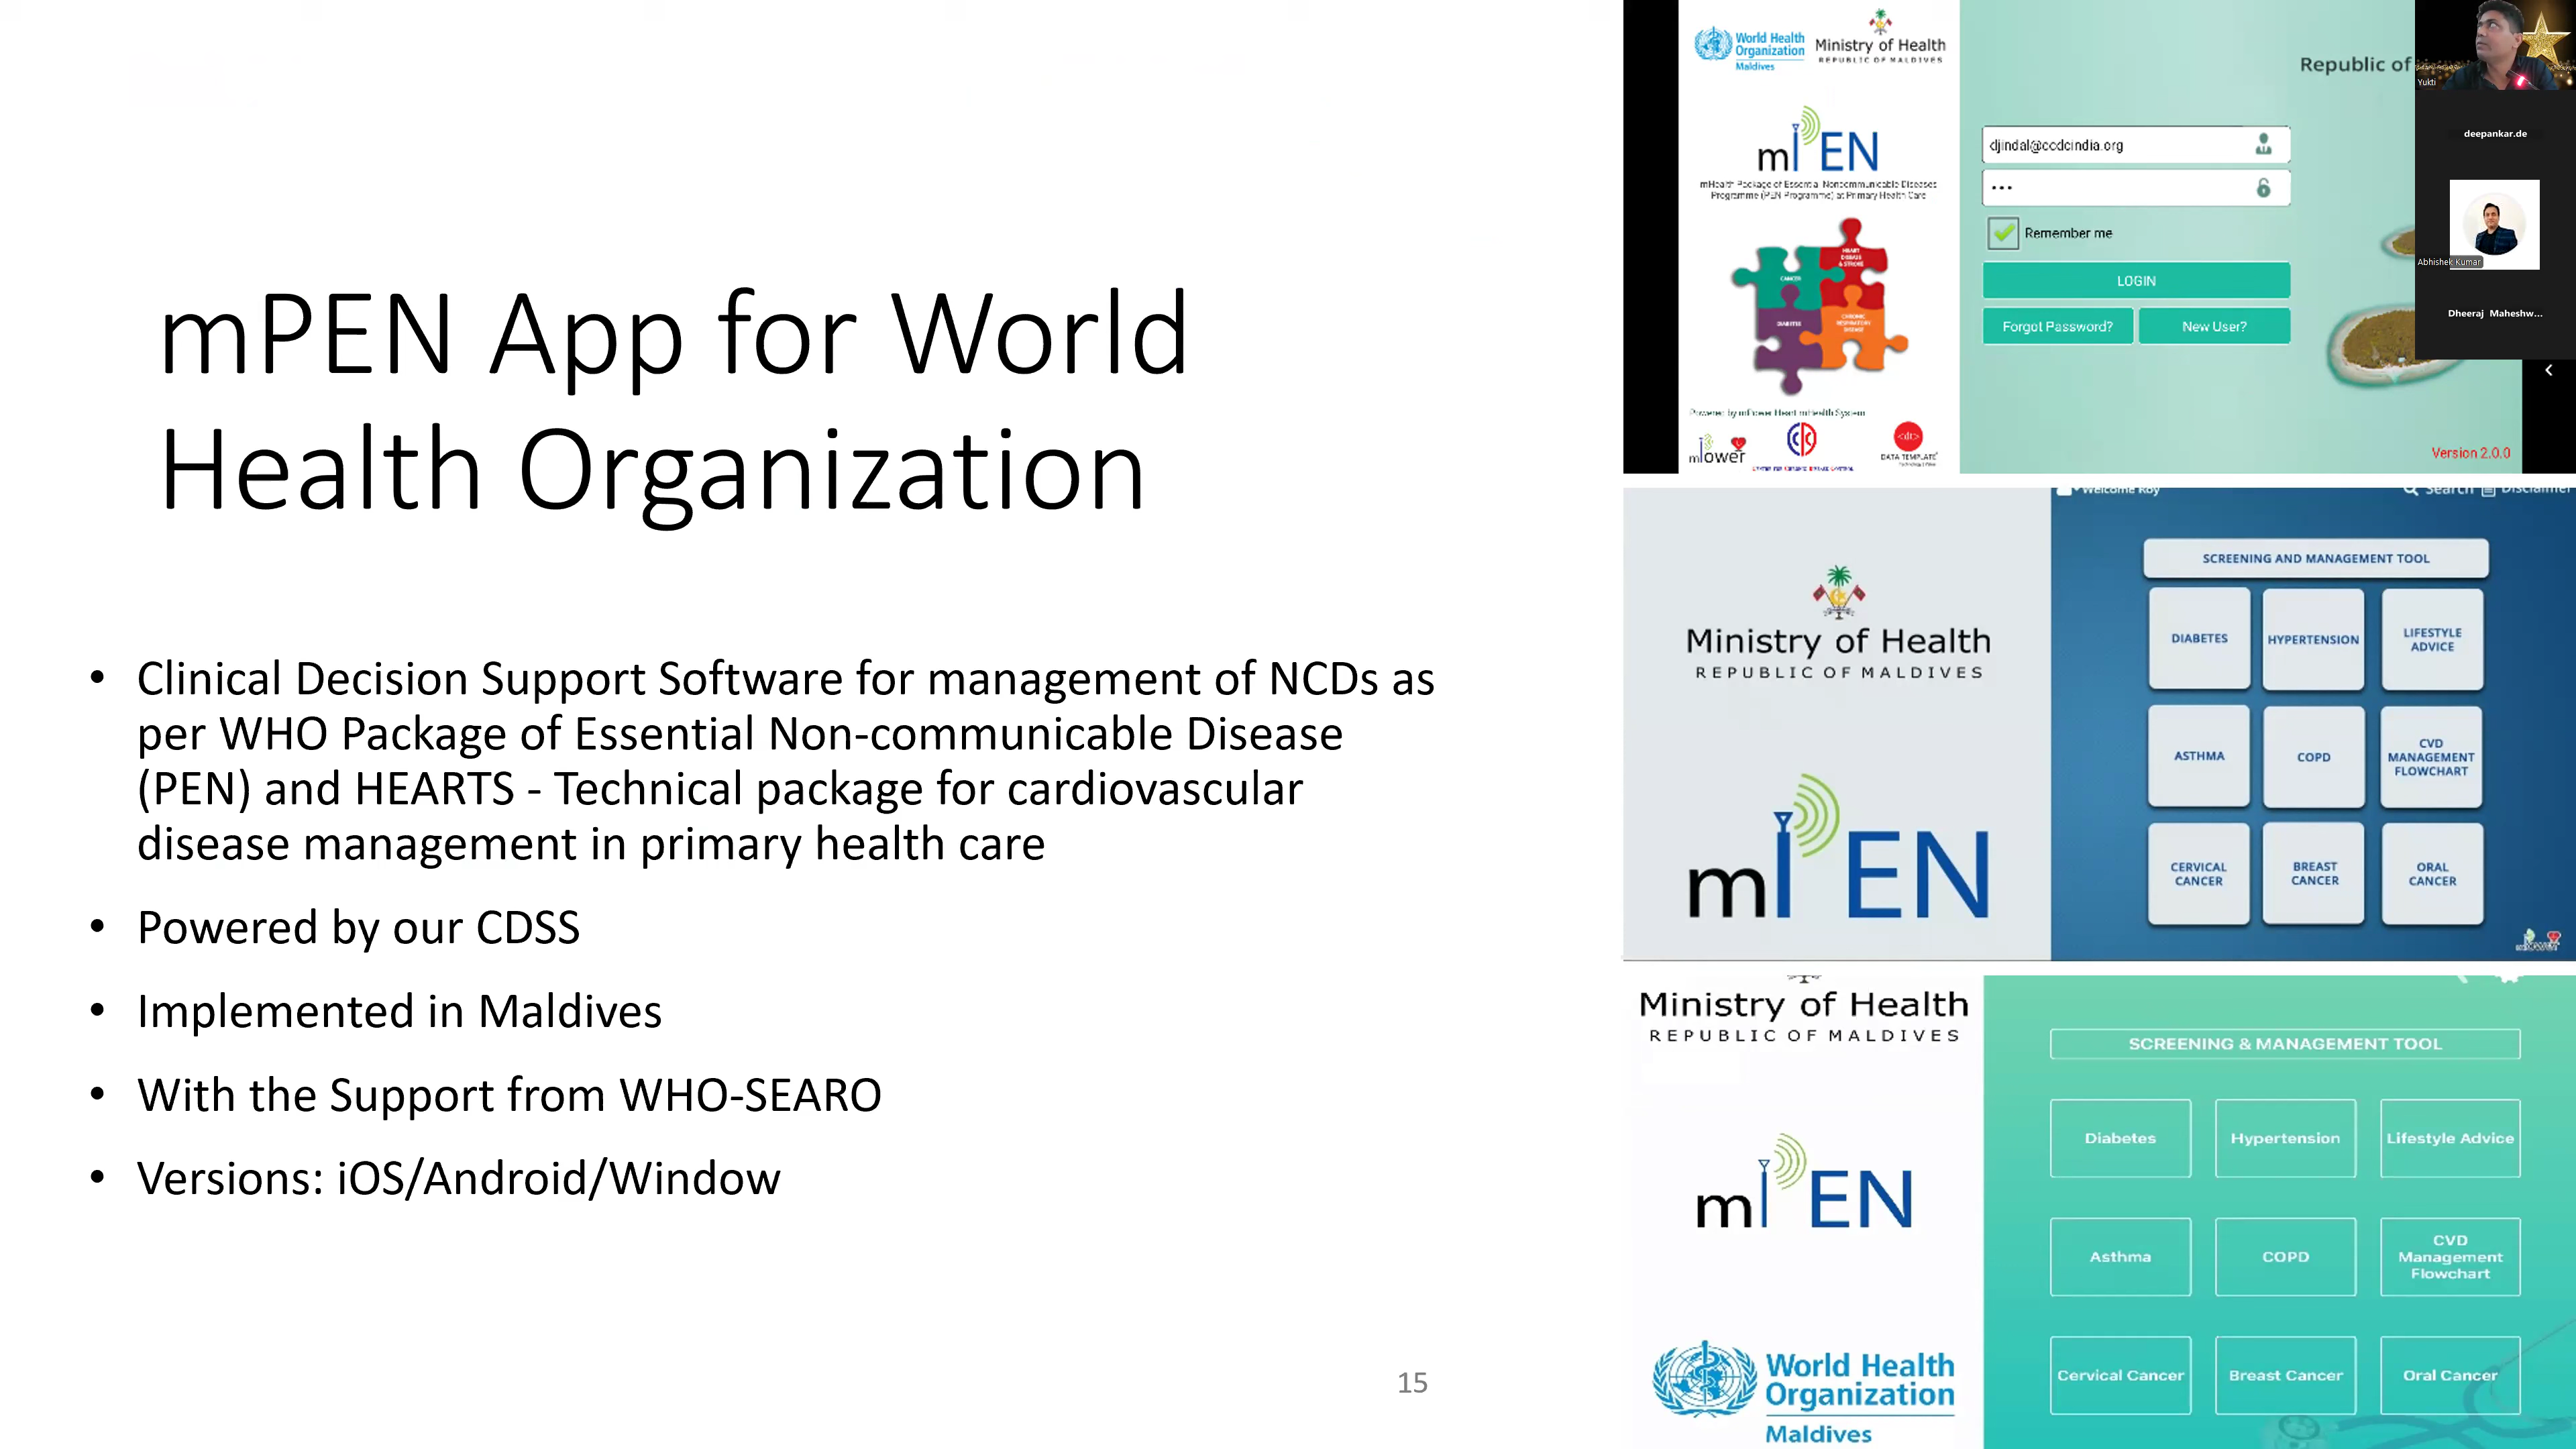 mPEN App for World
Health Organization
• Clinical Decision Support Software for management of NCDs as
per WHO Package of Essential Non-communicable Disease
(PEN) and HEARTS - Technical package for cardiovascular
disease management in primary health care
• Powered by our CDSS
• Implemented in Maldives
• With the Support from WHO-SEARO
• Versions: iOS/Android/Window
15
World Health
Organization
Maldives
Ministry of Health
REPUBLIC OF MALDIVES
mPEN
mHealth Package of Essential Noncommunicable Diseases
Programme (PEN Programme) at Primary Health Care
CANCER
HEART
DISEASE
& STROKE
DIABETES
CHRONIC
RESPIRATORY
DISEASE
Powered by mPower Heart mHealth System
mPower
CENTRE FOR CHRONIC DISEASE CONTROL
<dt>
DATA TEMPLATE
Republic of
djindal@ccdcindia.org
•••
Remember me
LOGIN
Forgot Password?
New User?
Version 2.0.0
Yukti
deepankar.de
Abhishek Kumar
Dheeraj Maheshw...
Welcome Roy
Search
Disclaimer
Ministry of Health
REPUBLIC OF MALDIVES
mPEN
SCREENING AND MANAGEMENT TOOL
DIABETES
HYPERTENSION
LIFESTYLE
ADVICE
ASTHMA
COPD
CVD
MANAGEMENT
FLOWCHART
CERVICAL
CANCER
BREAST
CANCER
ORAL
CANCER
Ministry of Health
REPUBLIC OF MALDIVES
mPEN
World Health
Organization
Maldives
SCREENING & MANAGEMENT TOOL
Diabetes
Hypertension
Lifestyle Advice
Asthma
COPD
CVD
Management
Flowchart
Cervical Cancer
Breast Cancer
Oral Cancer